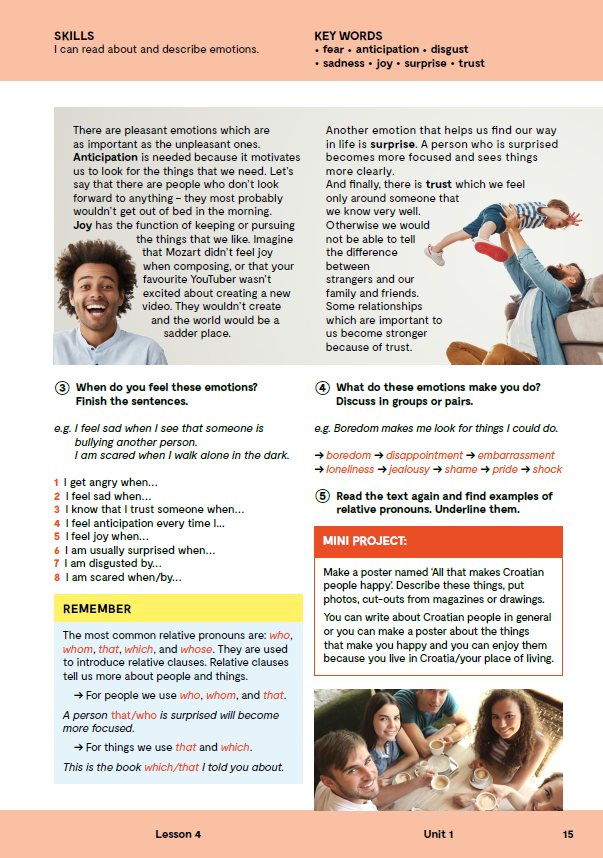 SKILLS
I can read about and describe emotions.
KEY WORDS
• fear • anticipation • disgust
• sadness • joy • surprise • trust
There are pleasant emotions which are
as important as the unpleasant ones.
Anticipation is needed because it motivates
us to look for the things that we need. Let's
say that there are people who don't look
forward to anything – they most probably
wouldn't get out of bed in the morning.
Joy has the function of keeping or pursuing
the things that we like. Imagine
that Mozart didn't feel joy
when composing, or that your
favourite YouTuber wasn't
excited about creating a new
video. They wouldn't create
and the world would be a
sadder place.
Another emotion that helps us find our way
in life is surprise. A person who is surprised
becomes more focused and sees things
more clearly.
And finally, there is trust which we feel
only around someone that
we know very well.
Otherwise we would
not be able to tell
the difference
between
strangers and our
family and friends.
Some relationships
which are important to
us become stronger
because of trust.
3 When do you feel these emotions?
Finish the sentences.
e.g. I feel sad when I see that someone is
bullying another person.
I am scared when I walk alone in the dark.
1 I get angry when...
2 I feel sad when...
3 I know that I trust someone when...
4 I feel anticipation every time I...
5 I feel joy when...
6 I am usually surprised when...
7 I am disgusted by...
8 I am scared when/by...
REMEMBER
The most common relative pronouns are: who,
whom, that, which, and whose. They are used
to introduce relative clauses. Relative clauses
tell us more about people and things.
→ For people we use who, whom, and that.
A person that/who is surprised will become
more focused.
→ For things we use that and which.
This is the book which/that I told you about.
4 What do these emotions make you do?
Discuss in groups or pairs.
e.g. Boredom makes me look for things I could do.
→ boredom → disappointment → embarrassment
→ loneliness → jealousy → shame → pride → shock
5 Read the text again and find examples of
relative pronouns. Underline them.
MINI PROJECT:
Make a poster named 'All that makes Croatian
people happy'. Describe these things, put
photos, cut-outs from magazines or drawings.
You can write about Croatian people in general
or you can make a poster about the things
that make you happy and you can enjoy them
because you live in Croatia/your place of living.
Lesson 4
Unit 1
15